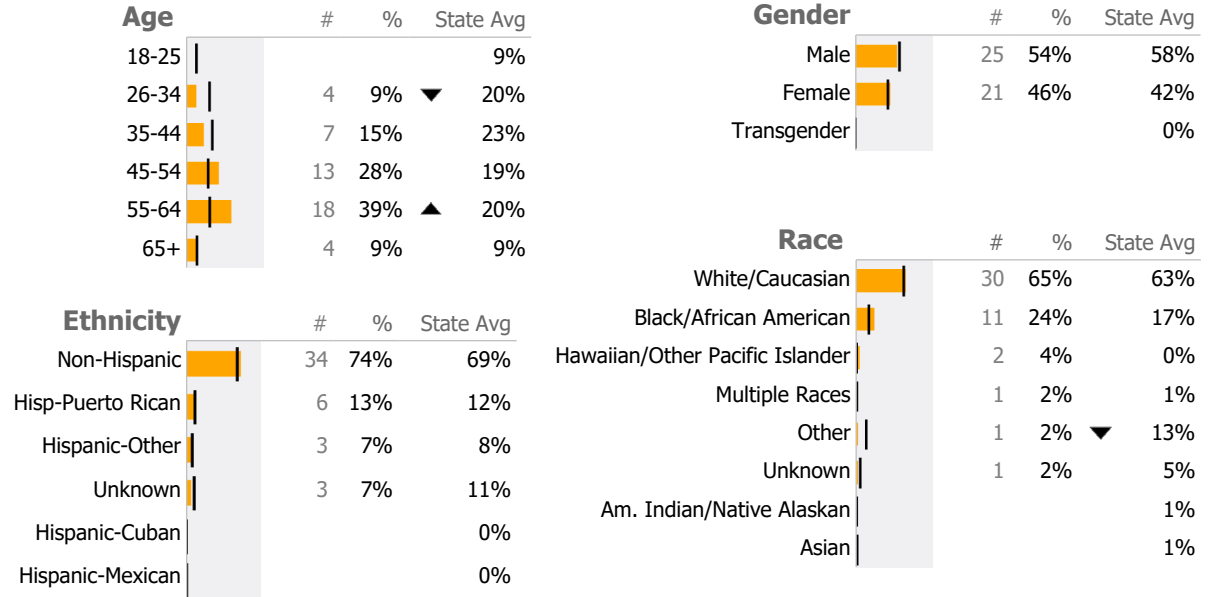 Age # % State Avg
18-25 9%
26-34 4 9% ▼ 20%
35-44 7 15% 23%
45-54 13 28% 19%
55-64 18 39% ▲ 20%
65+ 4 9% 9%
Ethnicity # % State Avg
Non-Hispanic 34 74% 69%
Hisp-Puerto Rican 6 13% 12%
Hispanic-Other 3 7% 8%
Unknown 3 7% 11%
Hispanic-Cuban 0%
Hispanic-Mexican 0%
Gender # % State Avg
Male 25 54% 58%
Female 21 46% 42%
Transgender 0%
Race # % State Avg
White/Caucasian 30 65% 63%
Black/African American 11 24% 17%
Hawaiian/Other Pacific Islander 2 4% 0%
Multiple Races 1 2% 1%
Other 1 2% ▼ 13%
Unknown 1 2% 5%
Am. Indian/Native Alaskan 1%
Asian 1%